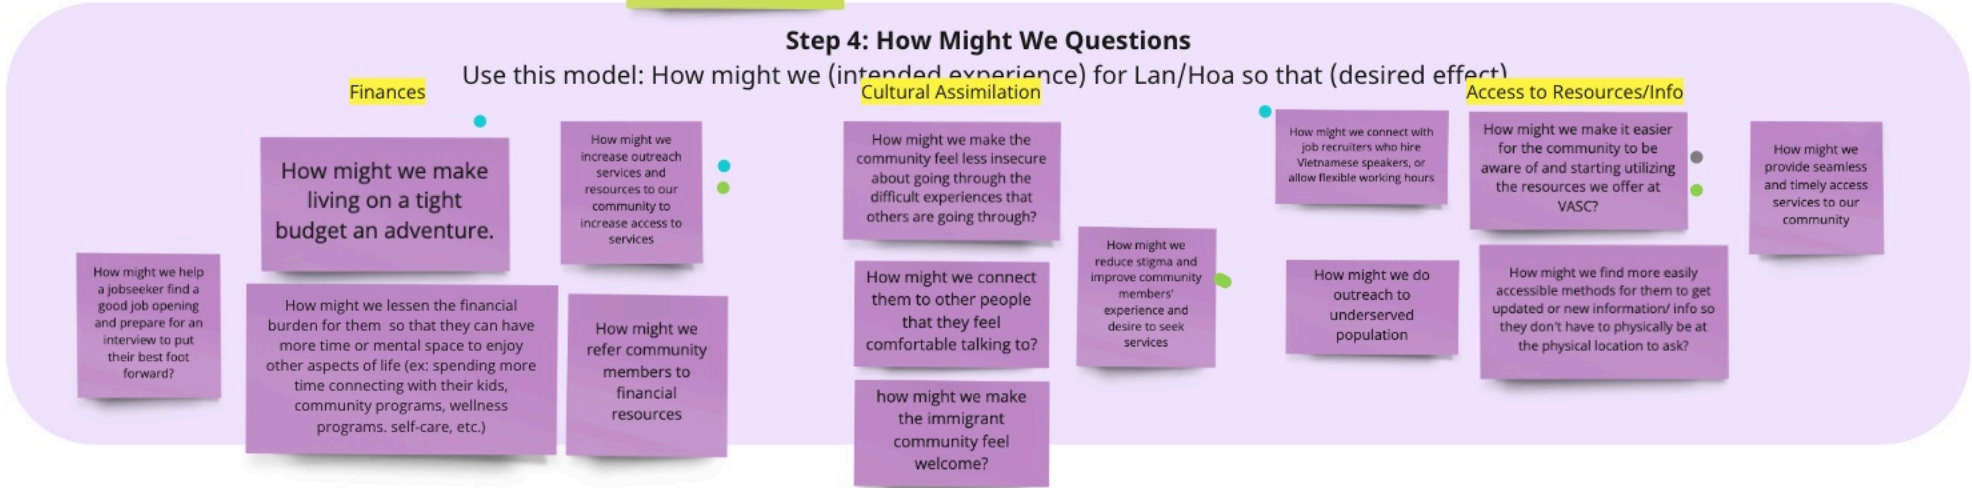 Step 4: How Might We Questions
Use this model: How might we (intended experience) for Lan/Hoa so that (desired effect)
Finances
How might we make
living on a tight
budget an adventure.
How might we
increase outreach
services and
resources to our
community to
increase access to
services
How might we help
a jobseeker find a
good job opening
and prepare for an
interview to put
their best foot
forward?
How might we lessen the financial
burden for them so that they can have
more time or mental space to enjoy
other aspects of life (ex: spending more
time connecting with their kids,
community programs, wellness
programs. self-care, etc.)
How might we
refer community
members to
financial
resources
Cultural Assimilation
How might we make the
community feel less insecure
about going through the
difficult experiences that
others are going through?
How might we connect
them to other people
that they feel
comfortable talking to?
how might we make
the immigrant
community feel
welcome?
How might we
reduce stigma and
improve community
members'
experience and
desire to seek
services
Access to Resources/Info
How might we connect with
job recruiters who hire
Vietnamese speakers, or
allow flexible working hours
How might we make it easier
for the community to be
aware of and starting utilizing
the resources we offer at
VASC?
How might we
provide seamless
and timely access
services to our
community
How might we do
outreach to
underserved
population
How might we find more easily
accessible methods for them to get
updated or new information/ info so
they don't have to physically be at
the physical location to ask?